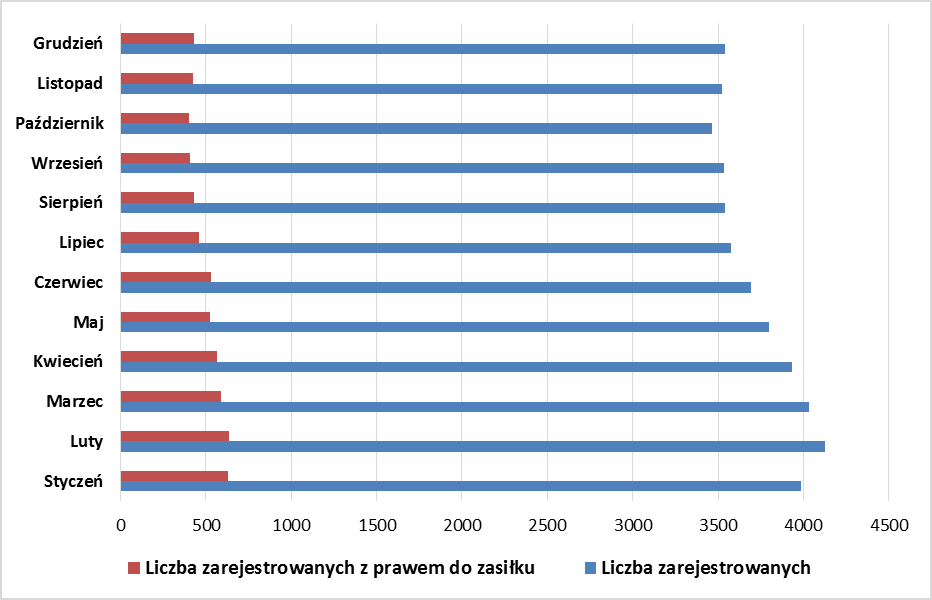 Grudzień
Listopad
Październik
Wrzesień
Sierpień
Lipiec
Czerwiec
Maj
Kwiecień
Marzec
Luty
Styczeń
0 500 1000 1500 2000 2500 3000 3500 4000 4500
Liczba zarejestrowanych z prawem do zasiłku Liczba zarejestrowanych